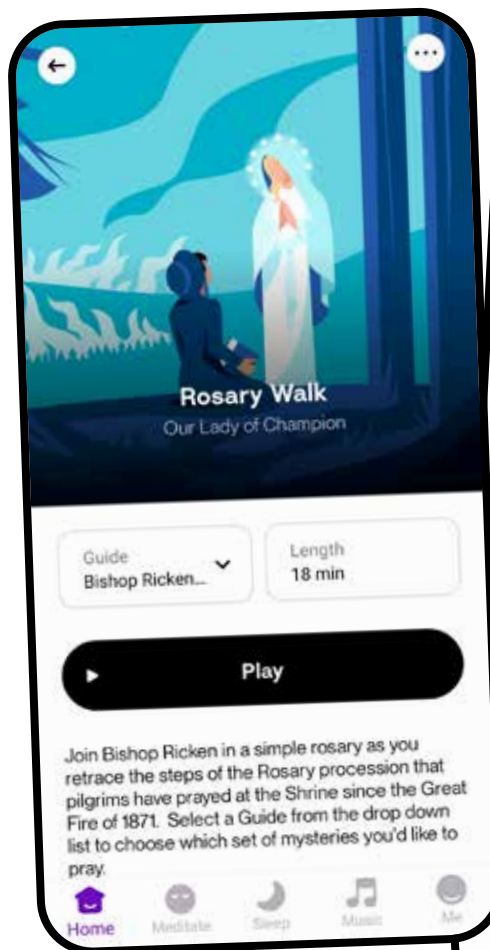 Rosary Walk
Our Lady of Champion
Guide
Bishop Ricken...
Length
18 min
Play
Join Bishop Ricken in a simple rosary as you
retrace the steps of the Rosary procession that
pilgrims have prayed at the Shrine since the Great
Fire of 1871. Select a Guide from the drop down
list to choose which set of mysteries you'd like to
pray.
Home
Meditate
Sleep
Music
Me